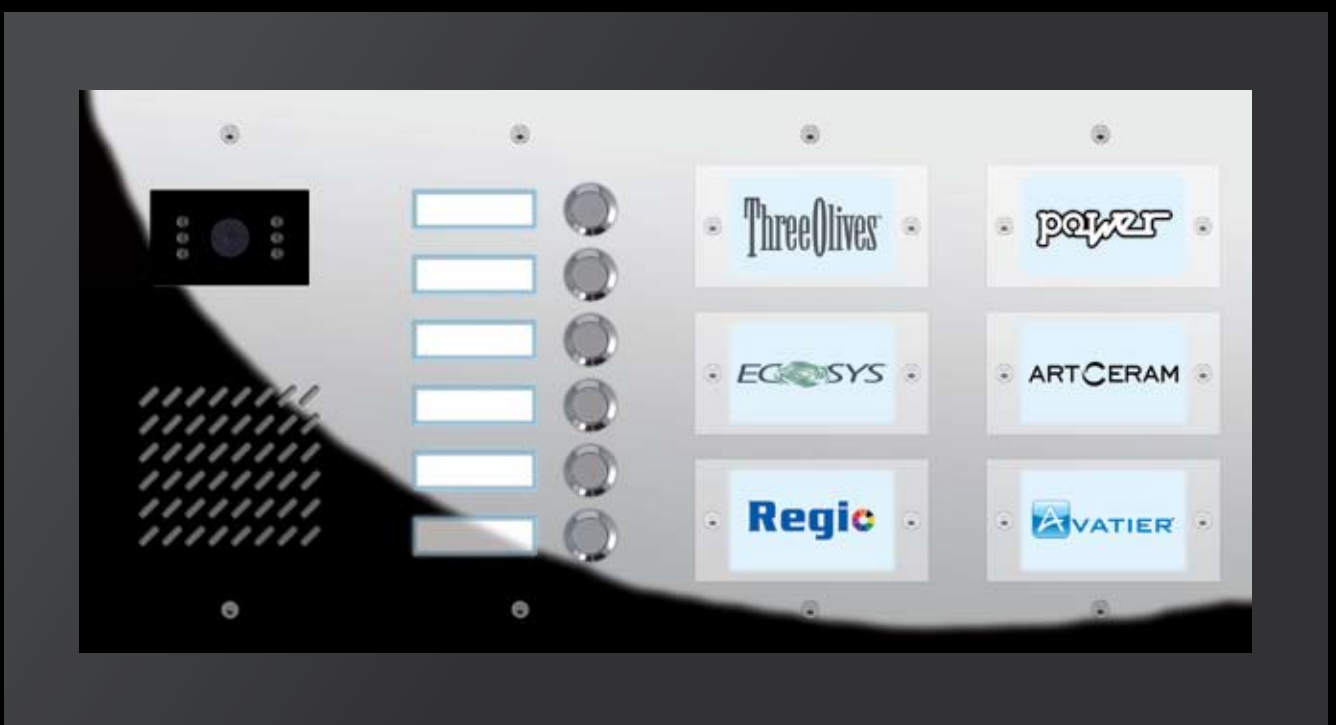 ThreeOlives
power
ECOSYS
ARTCERAM
Regio
AVATIER